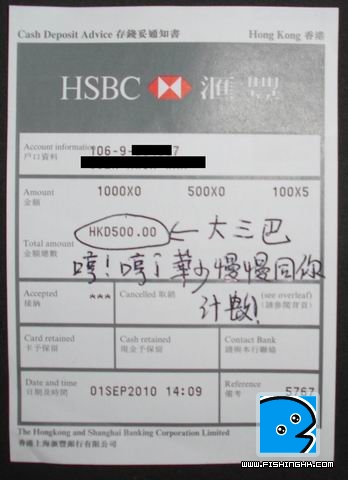 Cash Deposit Advice 存錢妥通知書 Hong Kong 香港
HSBC 滙豐
Account information
戶口資料
106-9- 7
Amount 1000X0 500X0 100X5
金額
HKD500.00 ← 大三巴
Total amount
金額總數
哼!哼!華少慢慢同你
計數!
Accepted *** Cancelled 取銷 (see overleaf)
接納 (請參閱背頁)
Card retained Cash retained Contact Bank
卡予保留 現金予保留 請與本行聯絡
Date and time 01SEP2010 14:09 Reference 5767
日期及時間 備考
The Hongkong and Shanghai Banking Corporation Limited
香港上海滙豐銀行有限公司
WWW.FISHINGHK.COM